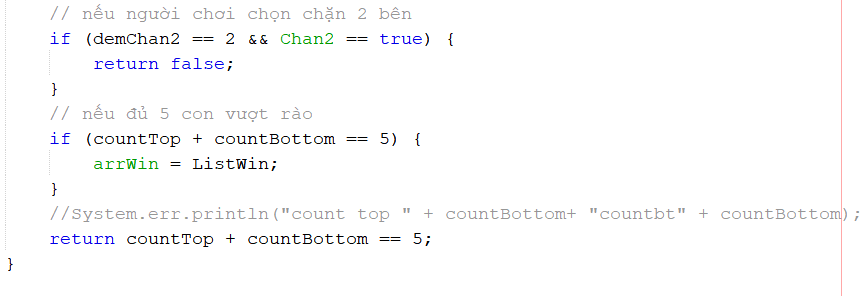 // nếu người chơi chọn chặn 2 bên
if (demChan2 == 2 && Chan2 == true) {
return false;
}
// nếu đủ 5 con vượt rào
if (countTop + countBottom == 5) {
arrWin = ListWin;
}
//System.err.println("count top " + countBottom+ "countbt" + countBottom);
return countTop + countBottom == 5;
}